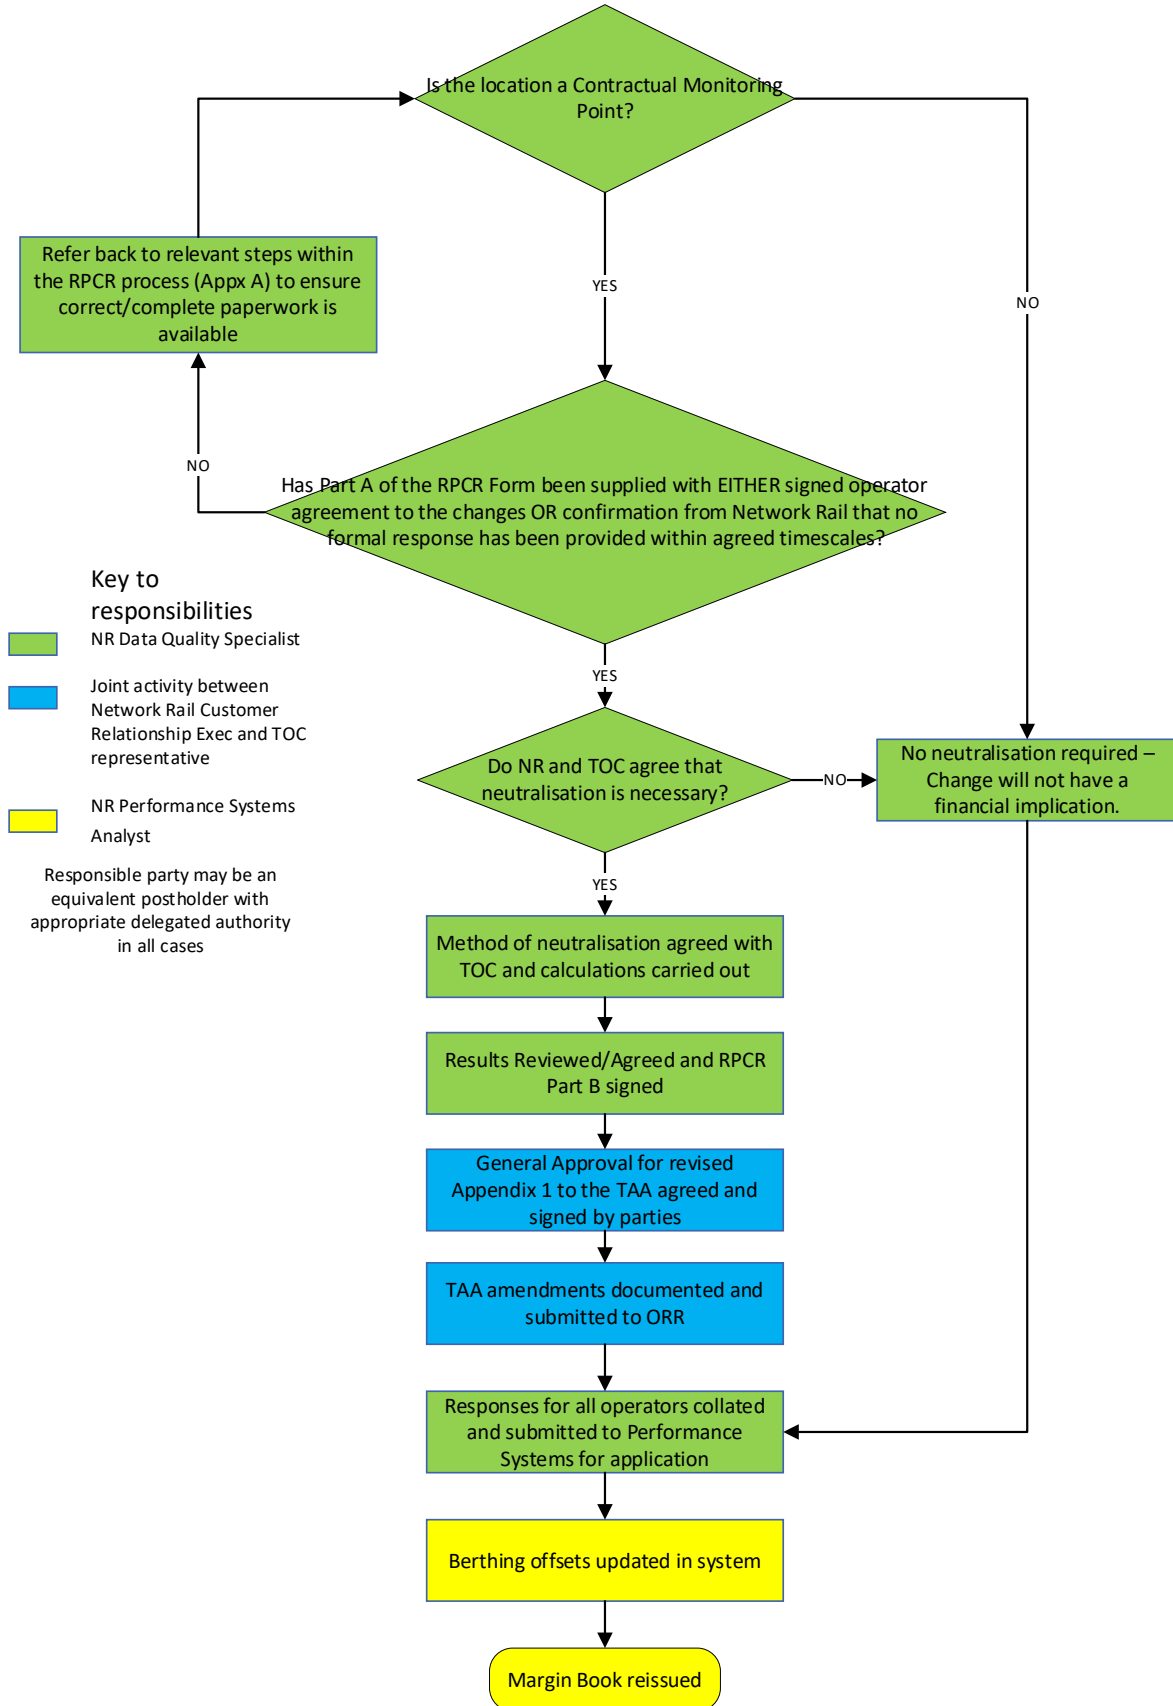 Is the location a Contractual Monitoring
Point?
Refer back to relevant steps within
the RPCR process (Appx A) to ensure
correct/complete paperwork is
available
YES
NO
NO
Has Part A of the RPCR Form been supplied with EITHER signed operator
agreement to the changes OR confirmation from Network Rail that no
formal response has been provided within agreed timescales?
Key to
responsibilities
NR Data Quality Specialist
Joint activity between
Network Rail Customer
Relationship Exec and TOC
representative
NR Performance Systems
Analyst
Responsible party may be an
equivalent postholder with
appropriate delegated authority
in all cases
YES
Do NR and TOC agree that
neutralisation is necessary?
NO
No neutralisation required –
Change will not have a
financial implication.
YES
Method of neutralisation agreed with
TOC and calculations carried out
Results Reviewed/Agreed and RPCR
Part B signed
General Approval for revised
Appendix 1 to the TAA agreed and
signed by parties
TAA amendments documented and
submitted to ORR
Responses for all operators collated
and submitted to Performance
Systems for application
Berthing offsets updated in system
Margin Book reissued